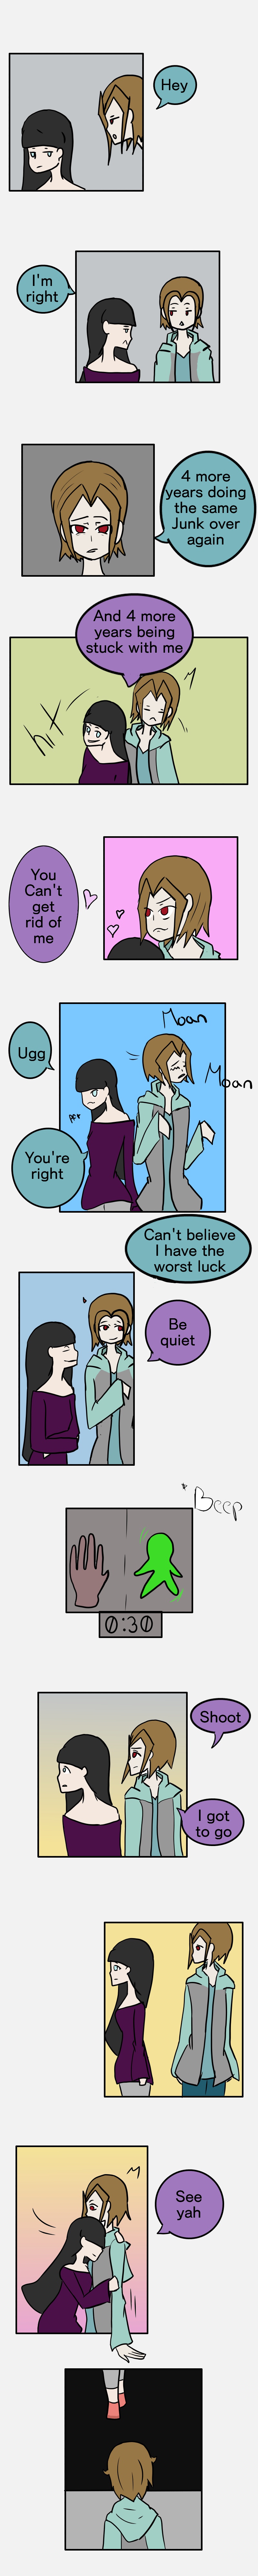 Hey
I'm
right
4 more
years doing
the same
Junk over
again
And 4 more
years being
stuck with me
hit
You
Can't
get
rid of
me
Moan
Ugg
Moan
You're
right
Can't believe
I have the
worst luck
Be
quiet
*Beep
0:30
Shoot
I got
to go
See
yah